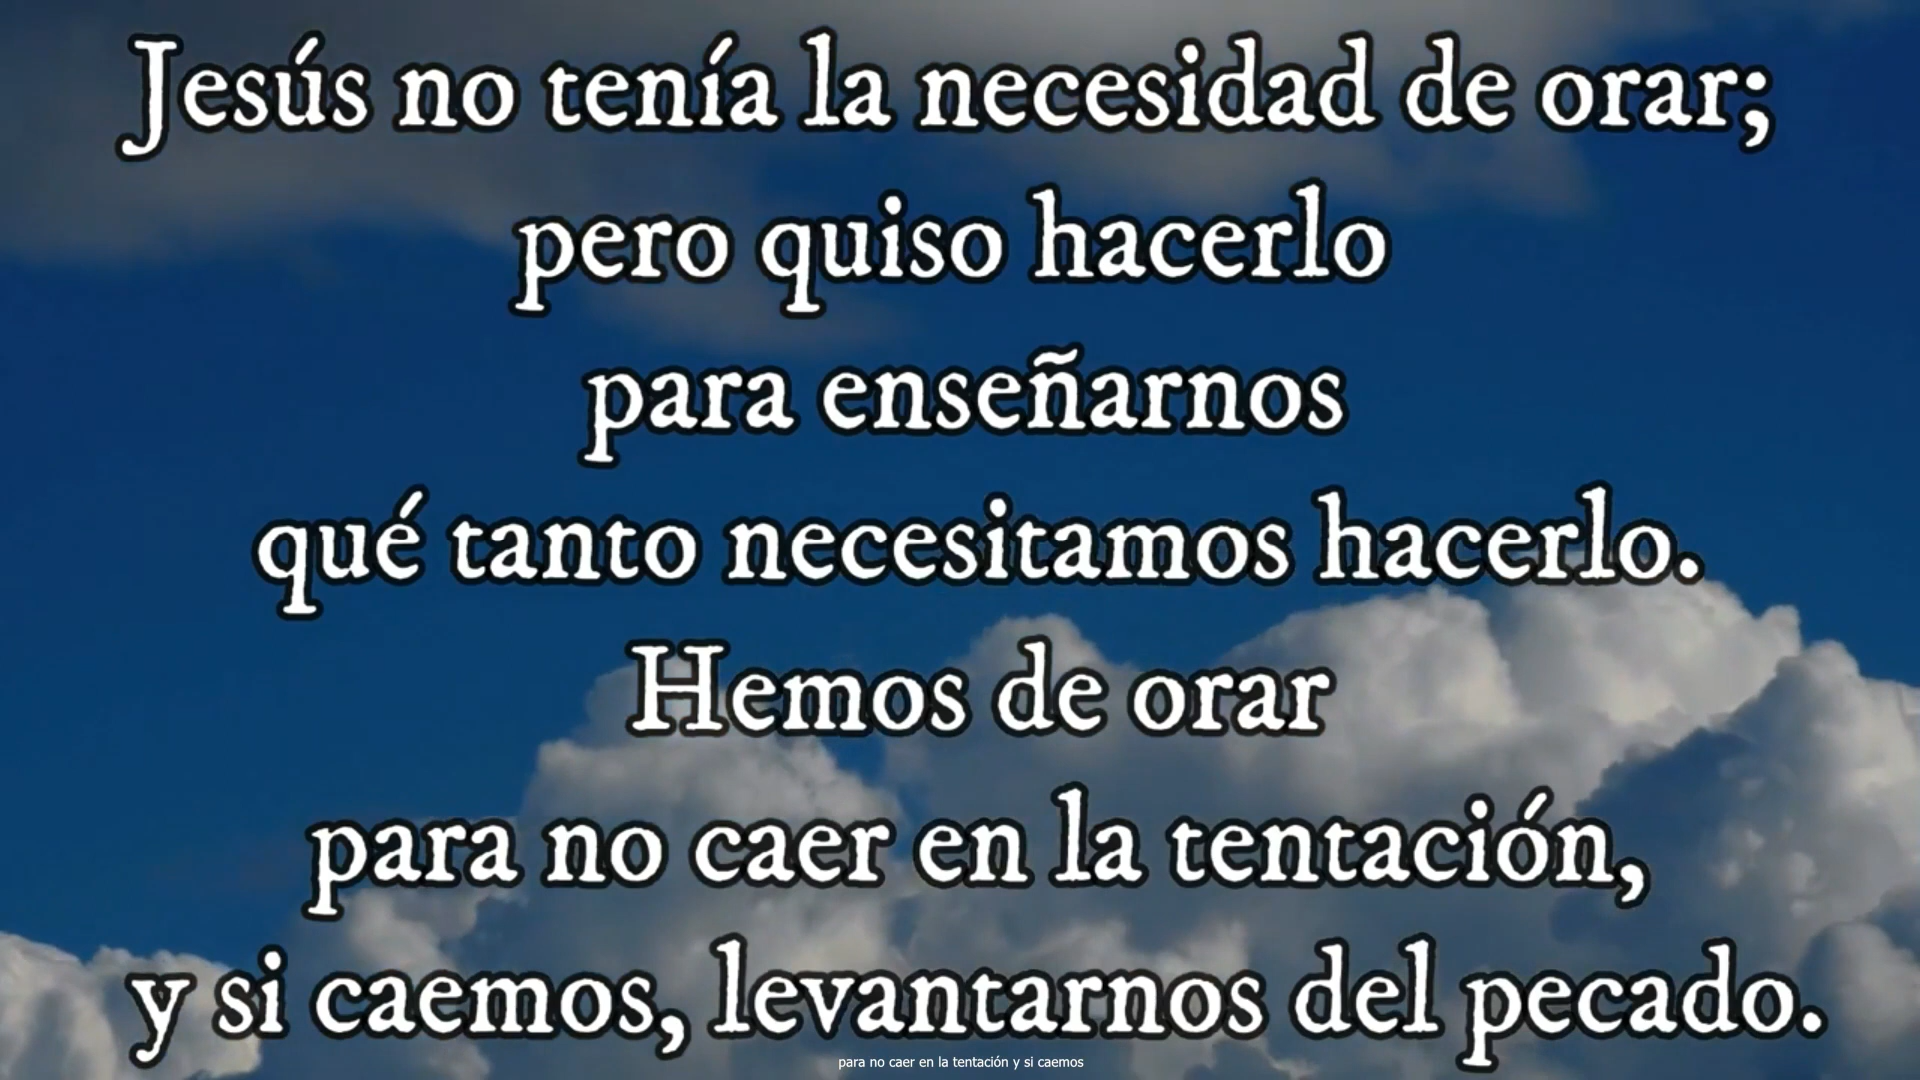 Jesús no tenía la necesidad de orar;
pero quiso hacerlo
para enseñarnos
qué tanto necesitamos hacerlo.
Hemos de orar
para no caer en la tentación,
y si caemos, levantarnos del pecado.
para no caer en la tentación y si caemos